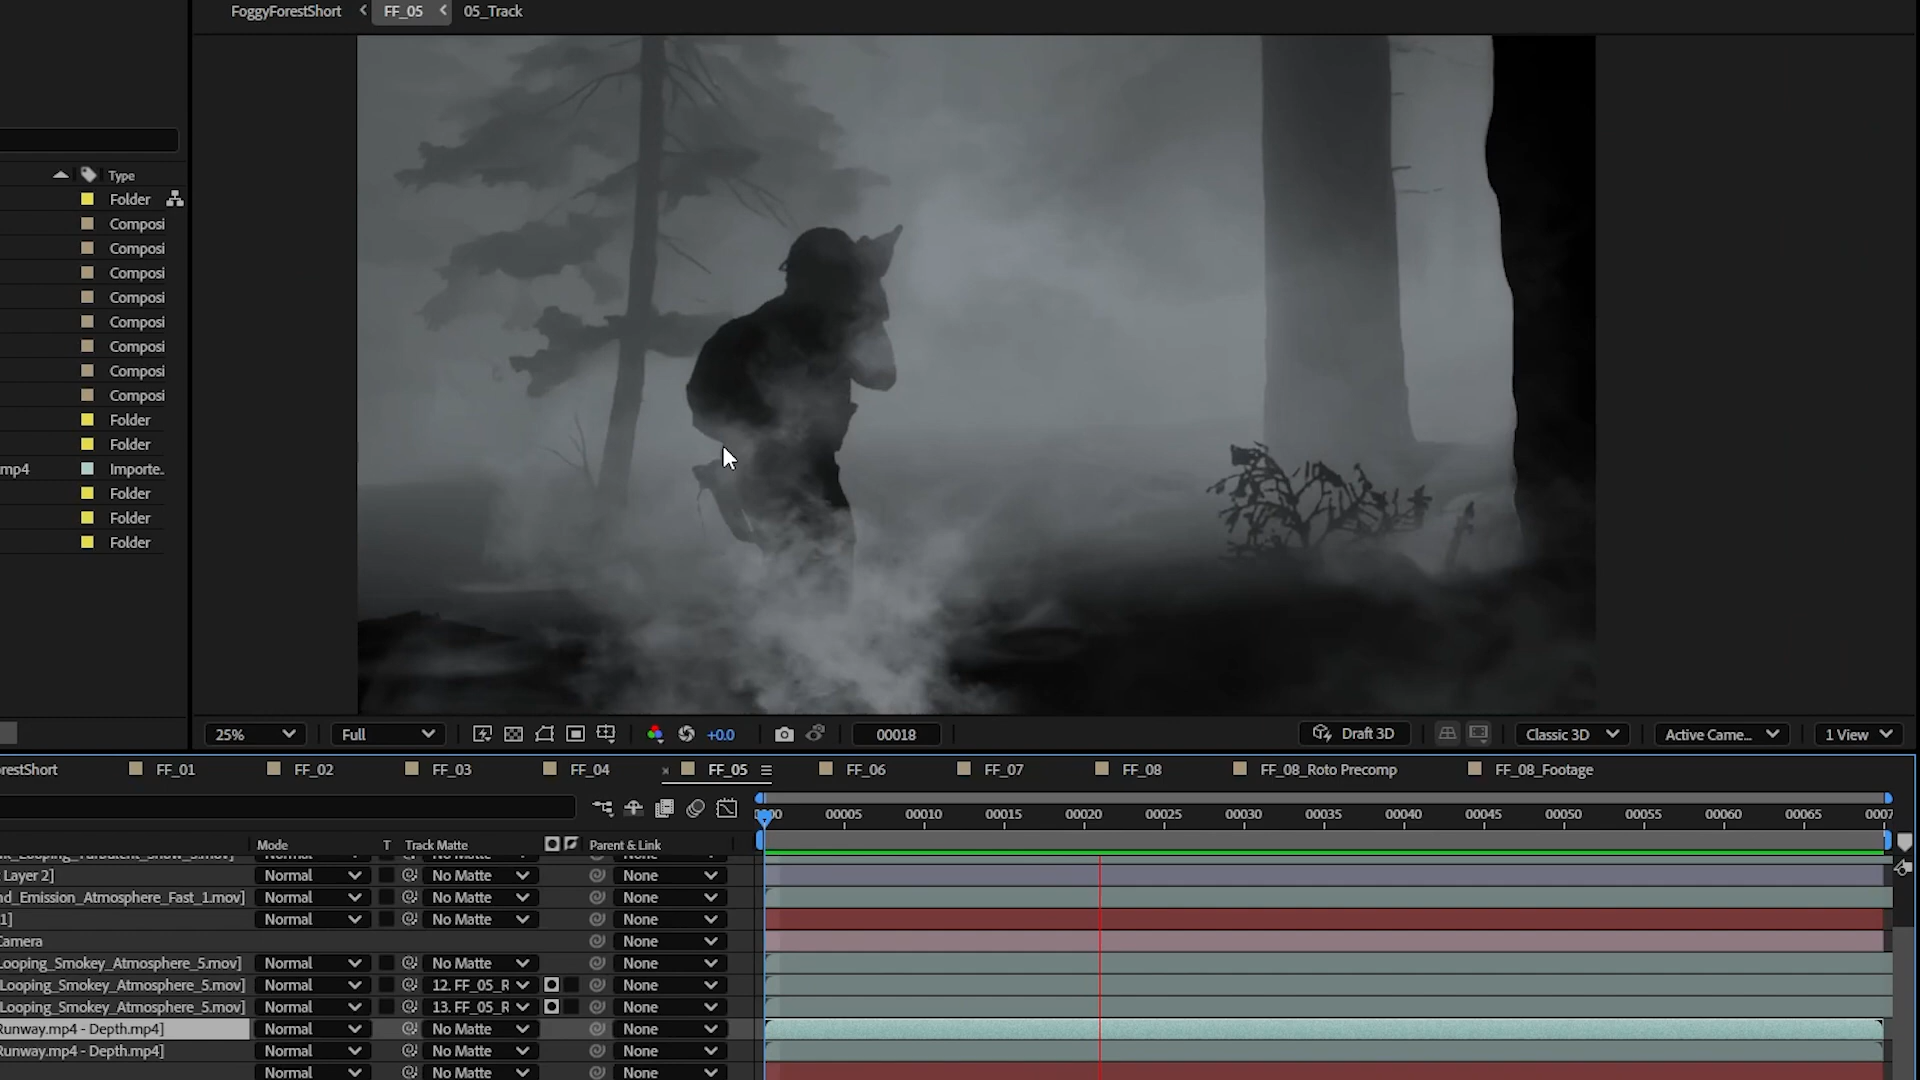 FoggyForestShort < FF_05 < 05_Track
Type
Folder
Composi
Composi
Composi
Composi
Composi
Composi
Composi
Composi
Folder
Folder
mp4 Importe.
Folder
Folder
Folder
25% Full +0.0 00018 Draft 3D Classic 3D Active Came... 1 View
restShort FF_01 FF_02 FF_03 FF_04 × FF_05 FF_06 FF_07 FF_08 FF_08_Roto Precomp FF_08_Footage
00005 00010 00015 00020 00025 00030 00035 00040 00045 00050 00055 00060 00065 0007
Mode T Track Matte Parent & Link
Layer 2] Normal No Matte None
nd_Emission_Atmosphere_Fast_1.mov] Normal No Matte None
1] Normal No Matte None
Camera None
Looping_Smokey_Atmosphere_5.mov] Normal No Matte None
Looping_Smokey_Atmosphere_5.mov] Normal 12. FF_05_R None
Looping_Smokey_Atmosphere_5.mov] Normal 13. FF_05_R None
Runway.mp4 - Depth.mp4] Normal No Matte None
Runway.mp4 - Depth.mp4] Normal No Matte None
Normal No Matte None